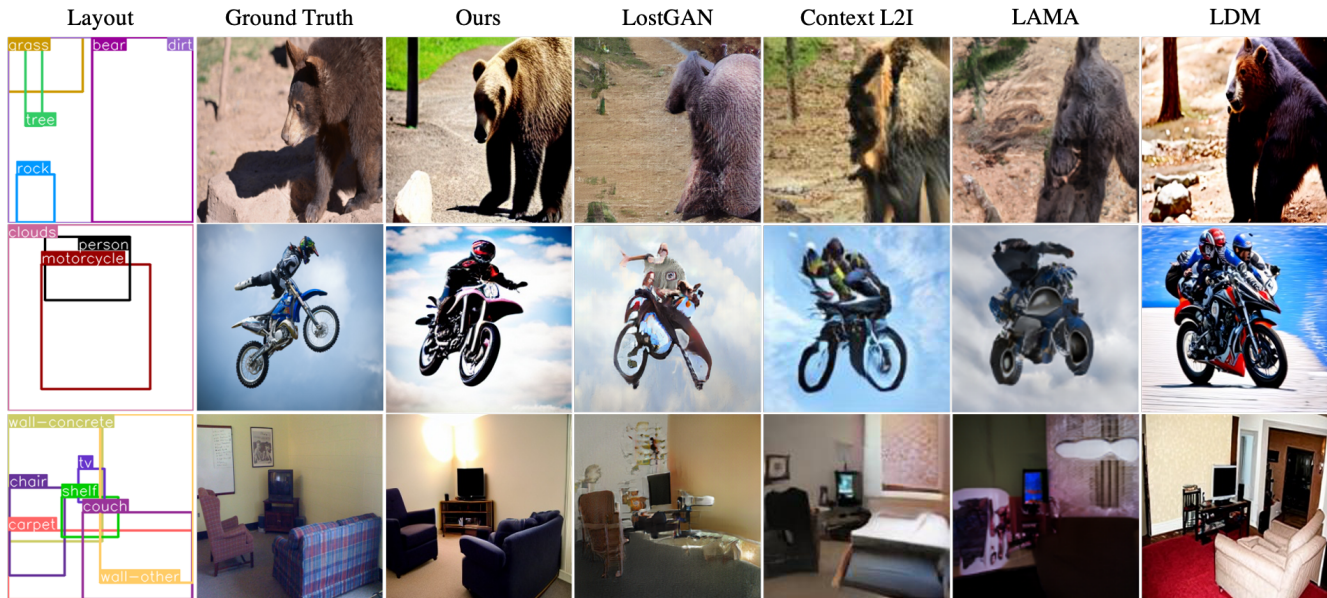 Layout Ground Truth Ours LostGAN Context L2I LAMA LDM
grass bear dirt
tree
rock
clouds
person
motorcycle
wall-concrete
tv
chair
shelf
couch
carpet
wall-other